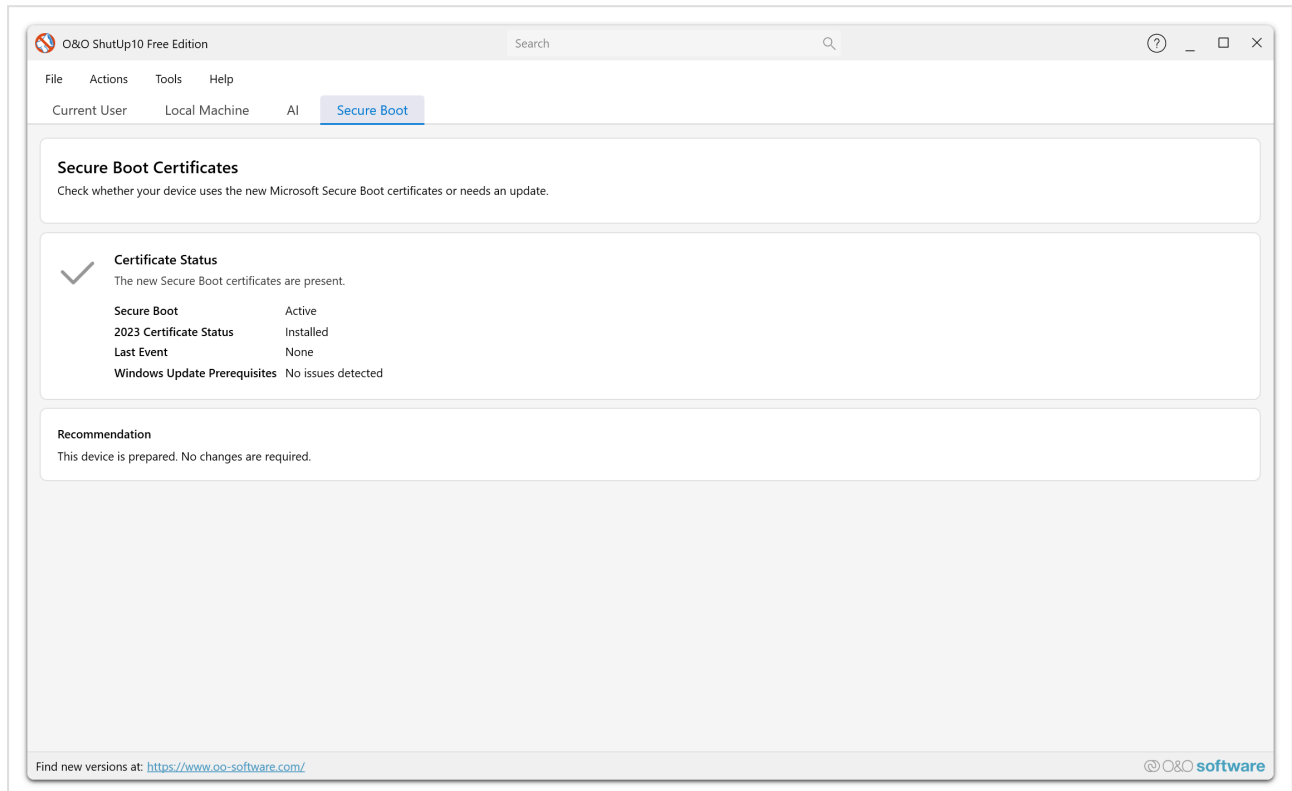 O&O ShutUp10 Free Edition
Search
?
File Actions Tools Help
Current User Local Machine AI Secure Boot
Secure Boot Certificates
Check whether your device uses the new Microsoft Secure Boot certificates or needs an update.
Certificate Status
The new Secure Boot certificates are present.
Secure Boot Active
2023 Certificate Status Installed
Last Event None
Windows Update Prerequisites No issues detected
Recommendation
This device is prepared. No changes are required.
Find new versions at: https://www.oo-software.com/
O&O software